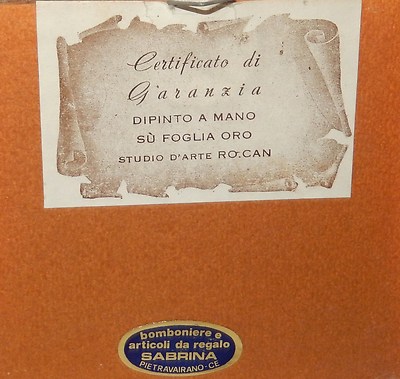 Certificato di
Garanzia
DIPINTO A MANO
SÙ FOGLIA ORO
STUDIO D'ARTE RO.CAN
bomboniere e
articoli da regalo
SABRINA
PIETRAVAIRANO-CE